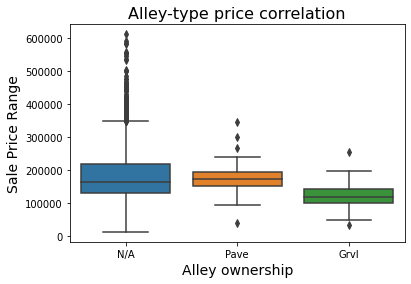 Alley-type price correlation
Sale Price Range
600000
500000
400000
300000
200000
100000
0
N/A Pave Grvl
Alley ownership